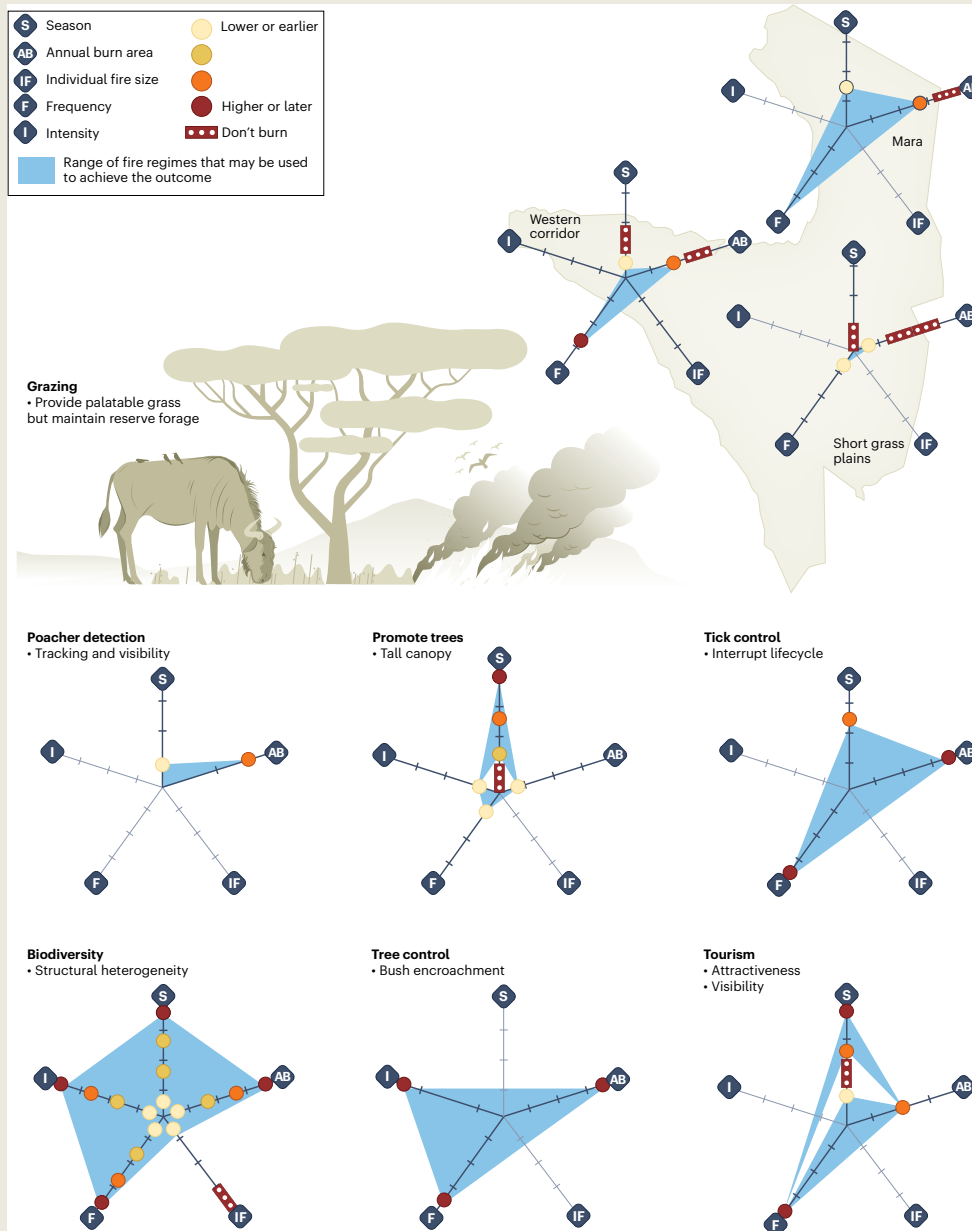 S Season
AB Annual burn area
IF Individual fire size
F Frequency
I Intensity
Lower or earlier
Higher or later
Don't burn
Range of fire regimes that may be used
to achieve the outcome
S
I
AB
Mara
F
IF
Western
corridor
S
I
AB
F
IF
S
I
AB
F
IF
Short grass
plains
Grazing
• Provide palatable grass
but maintain reserve forage
Poacher detection
• Tracking and visibility
S
I
AB
F
IF
Promote trees
• Tall canopy
S
I
AB
F
IF
Tick control
• Interrupt lifecycle
S
I
AB
F
IF
Biodiversity
• Structural heterogeneity
S
I
AB
F
IF
Tree control
• Bush encroachment
S
I
AB
F
IF
Tourism
• Attractiveness
• Visibility
S
I
AB
F
IF